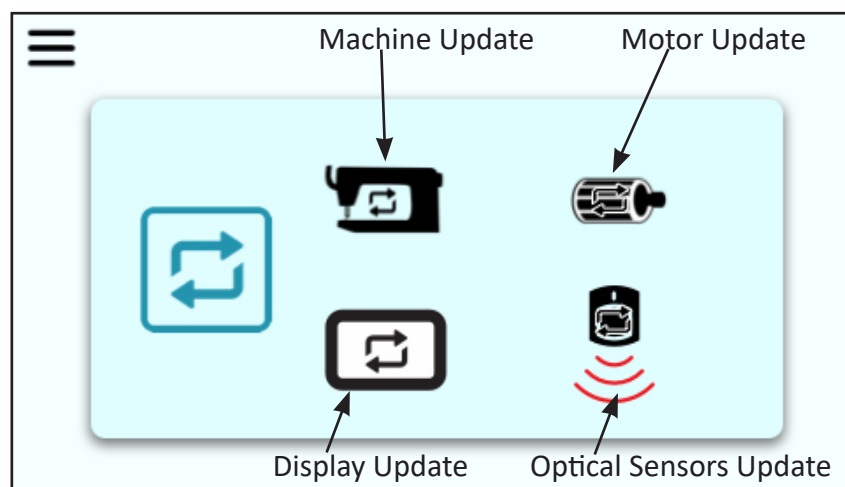 Machine Update
Motor Update
Display Update
Optical Sensors Update